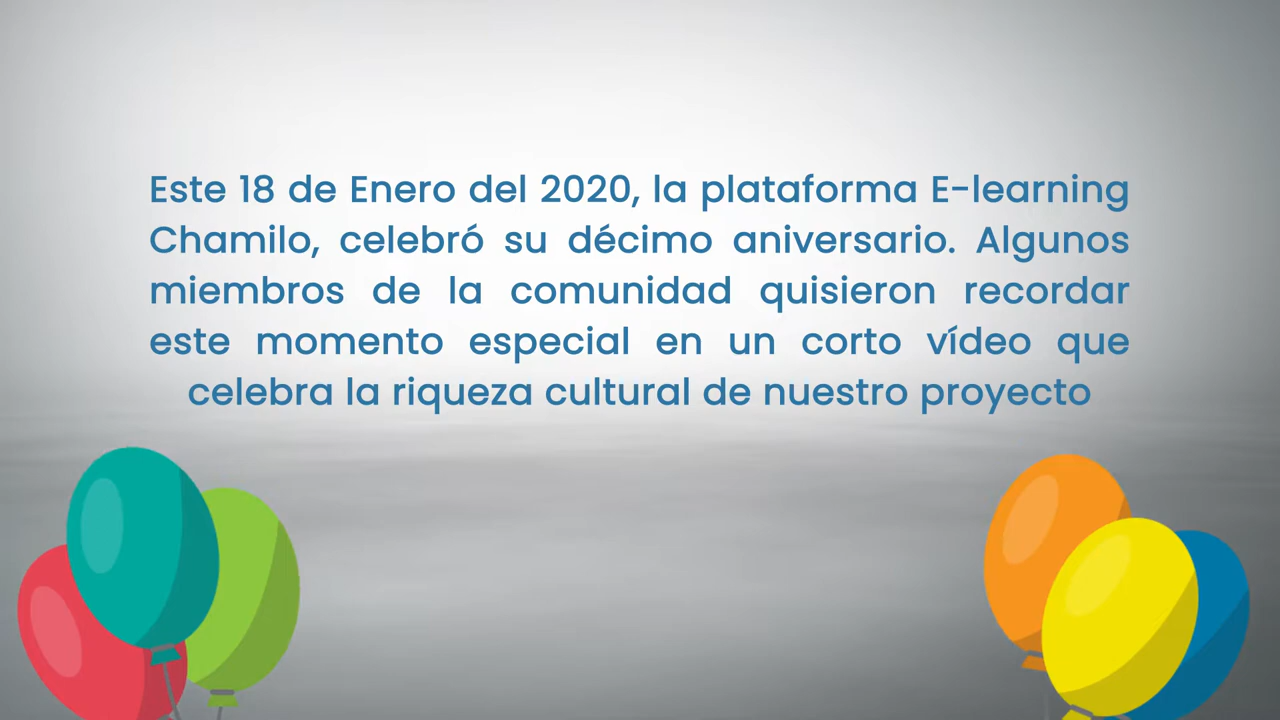 Este 18 de Enero del 2020, la plataforma E-learning
Chamilo, celebró su décimo aniversario. Algunos
miembros de la comunidad quisieron recordar
este momento especial en un corto vídeo que
celebra la riqueza cultural de nuestro proyecto